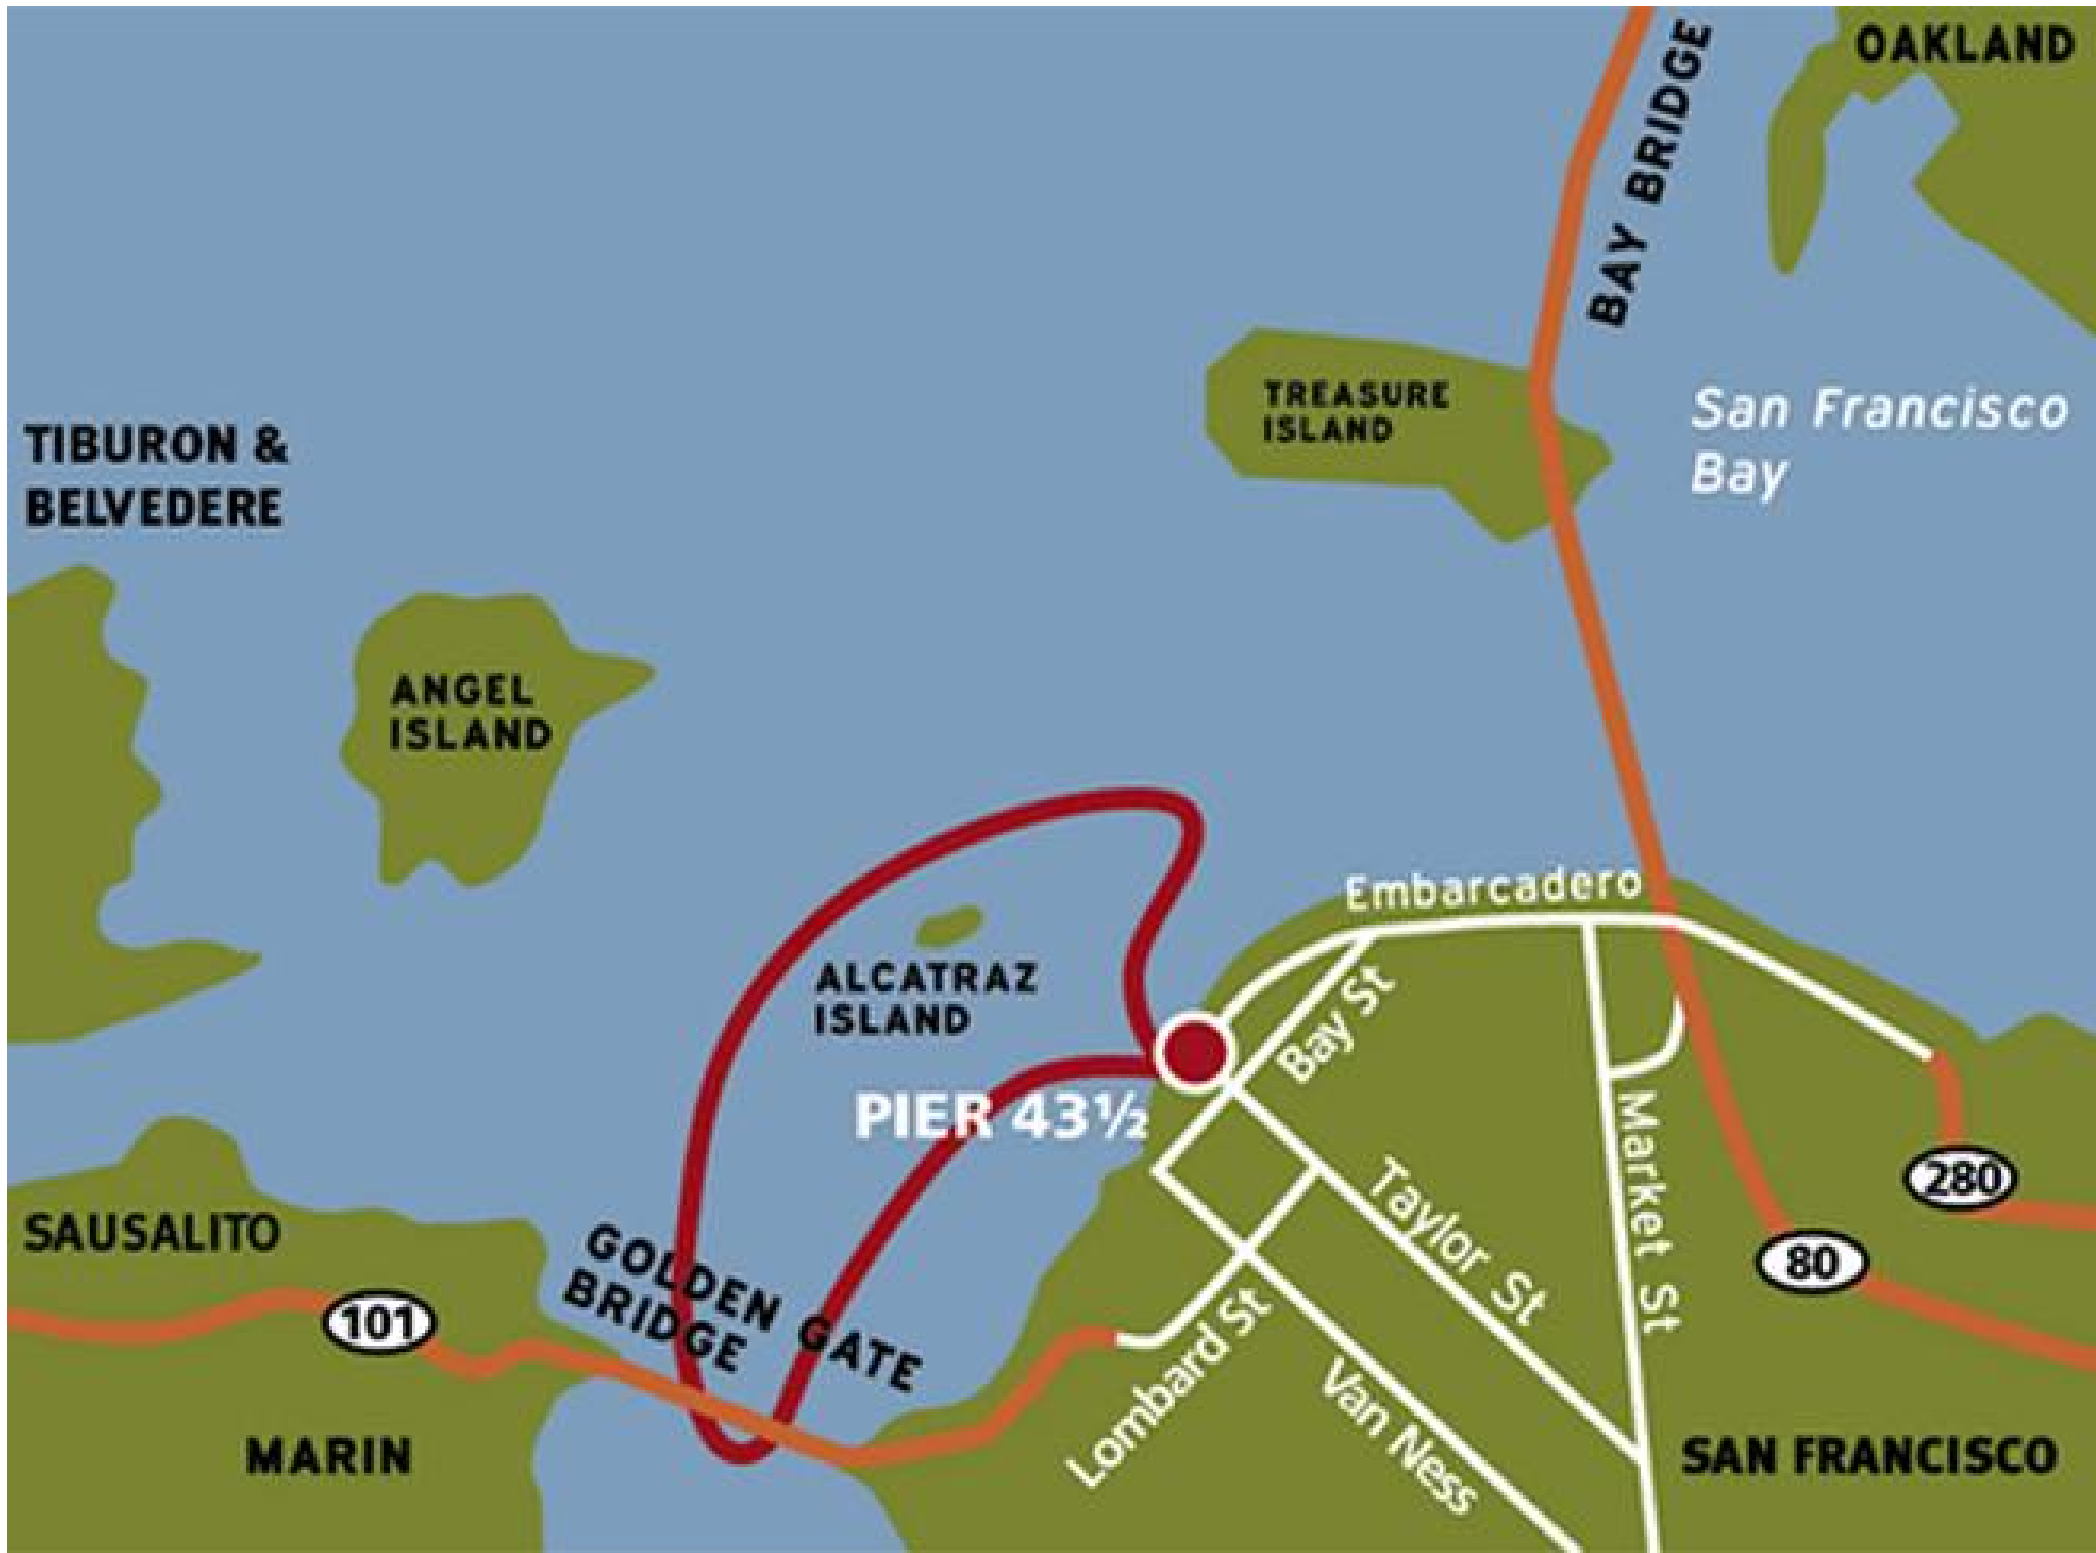 OAKLAND
BAY BRIDGE
TREASURE
ISLAND
San Francisco
Bay
TIBURON &
BELVEDERE
ANGEL
ISLAND
Embarcadero
ALCATRAZ
ISLAND
Bay St
PIER 43½
Market St
Taylor St
280
80
SAUSALITO
GOLDEN GATE
BRIDGE
101
Lombard St
Van Ness
MARIN
SAN FRANCISCO